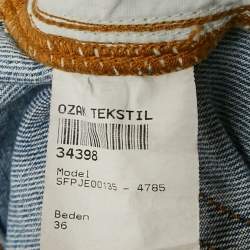 OZAK TEKSTIL
34398
Model
SFPJE00135 - 4785
Beden
36